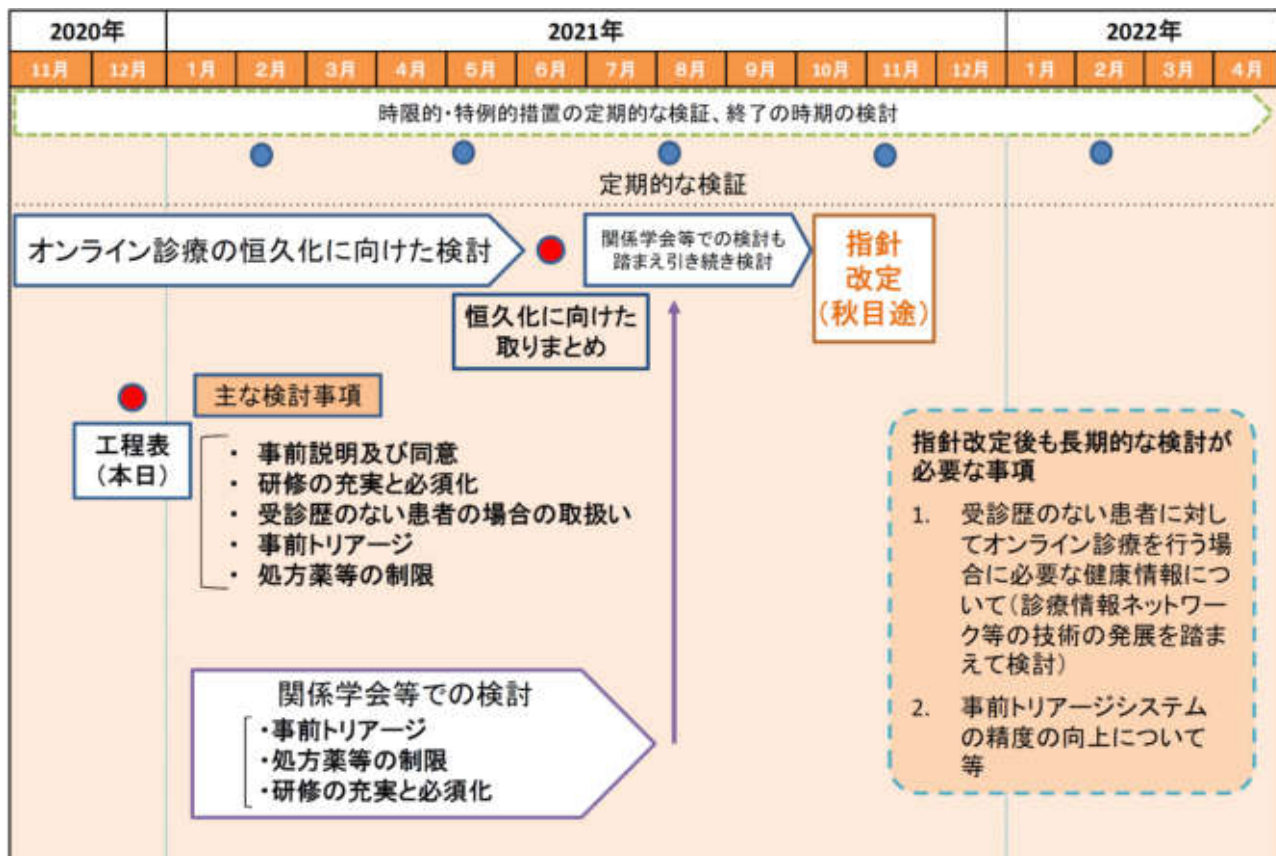 2020年
2021年
2022年
11月
12月
1月
2月
3月
4月
5月
6月
7月
8月
9月
10月
11月
12月
1月
2月
3月
4月
時限的・特例的措置の定期的な検証、終了の時期の検討
定期的な検証
オンライン診療の恒久化に向けた検討
関係学会等での検討も
踏まえ引き続き検討
指針
改定
（秋目途）
恒久化に向けた
取りまとめ
主な検討事項
工程表
（本日）
・ 事前説明及び同意
・ 研修の充実と必須化
・ 受診歴のない患者の場合の取扱い
・ 事前トリアージ
・ 処方薬等の制限
関係学会等での検討
・事前トリアージ
・処方薬等の制限
・研修の充実と必須化
指針改定後も長期的な検討が
必要な事項
1. 受診歴のない患者に対し
てオンライン診療を行う場
合に必要な健康情報につ
いて（診療情報ネットワー
ク等の技術の発展を踏ま
えて検討）
2. 事前トリアージシステム
の精度の向上について
等